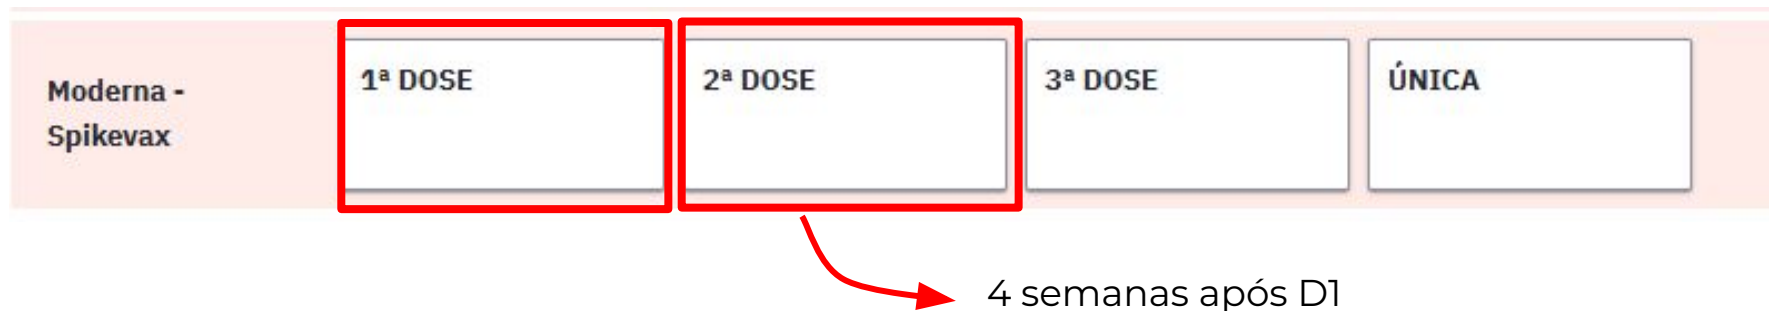 Moderna -
Spikevax
1ª DOSE
2ª DOSE
3ª DOSE
ÚNICA
4 semanas após D1